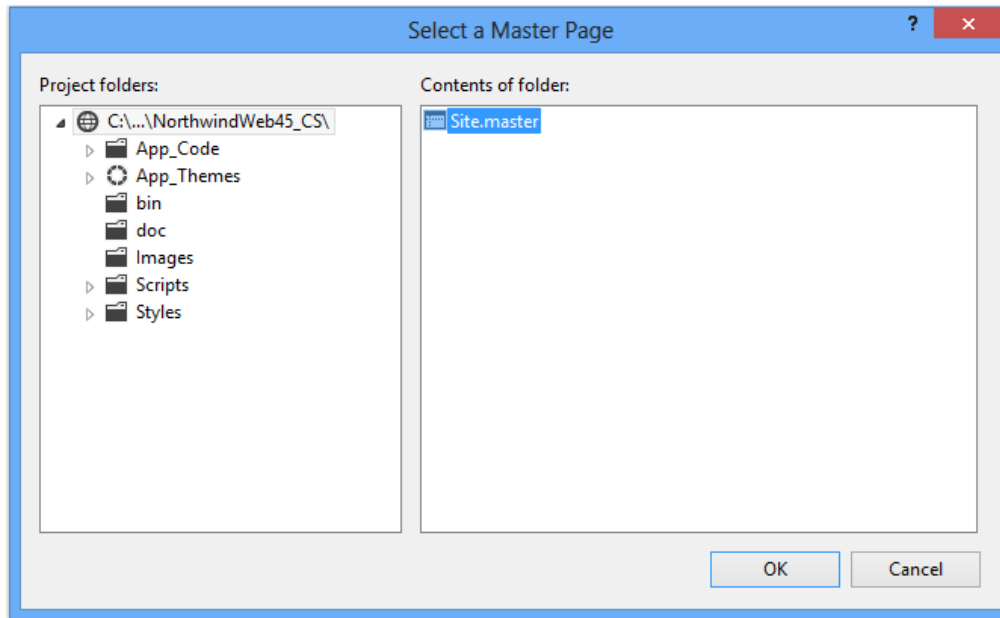 Select a Master Page
?
Project folders:
Contents of folder:
C:\...\NorthwindWeb45_CS\
App_Code
App_Themes
bin
doc
Images
Scripts
Styles
Site.master
OK
Cancel